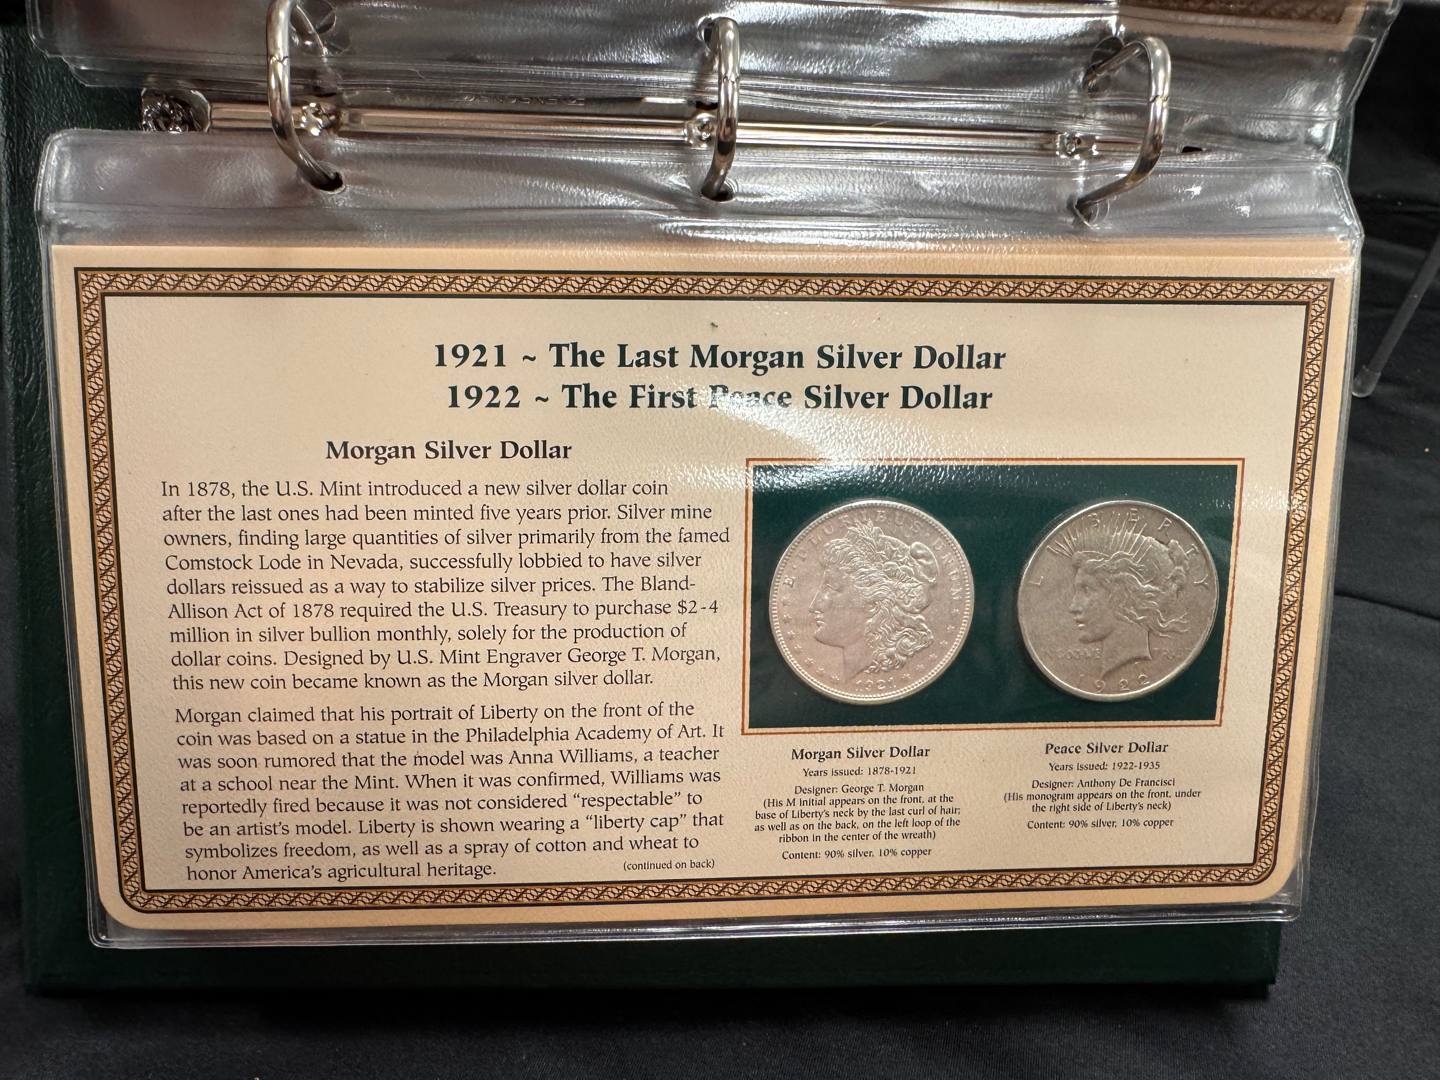 1921 ~ The Last Morgan Silver Dollar
1922 ~ The First Peace Silver Dollar
Morgan Silver Dollar
In 1878, the U.S. Mint introduced a new silver dollar coin
after the last ones had been minted five years prior. Silver mine
owners, finding large quantities of silver primarily from the famed
Comstock Lode in Nevada, successfully lobbied to have silver
dollars reissued as a way to stabilize silver prices. The Bland-
Allison Act of 1878 required the U.S. Treasury to purchase $2-4
million in silver bullion monthly, solely for the production of
dollar coins. Designed by U.S. Mint Engraver George T. Morgan,
this new coin became known as the Morgan silver dollar.
Morgan claimed that his portrait of Liberty on the front of the
coin was based on a statue in the Philadelphia Academy of Art. It
was soon rumored that the model was Anna Williams, a teacher
at a school near the Mint. When it was confirmed, Williams was
reportedly fired because it was not considered “respectable” to
be an artist’s model. Liberty is shown wearing a “liberty cap” that
symbolizes freedom, as well as a spray of cotton and wheat to
honor America’s agricultural heritage.
(continued on back)
E PLURIBUS UNUM
1921
LIBERTY
1922
Morgan Silver Dollar
Years issued: 1878-1921
Designer: George T. Morgan
(His M initial appears on the front, at the
base of Liberty’s neck by the last curl of hair;
as well as on the back, on the left loop of the
ribbon in the center of the wreath)
Content: 90% silver, 10% copper
Peace Silver Dollar
Years issued: 1922-1935
Designer: Anthony De Francisci
(His monogram appears on the front, under
the right side of Liberty’s neck)
Content: 90% silver, 10% copper